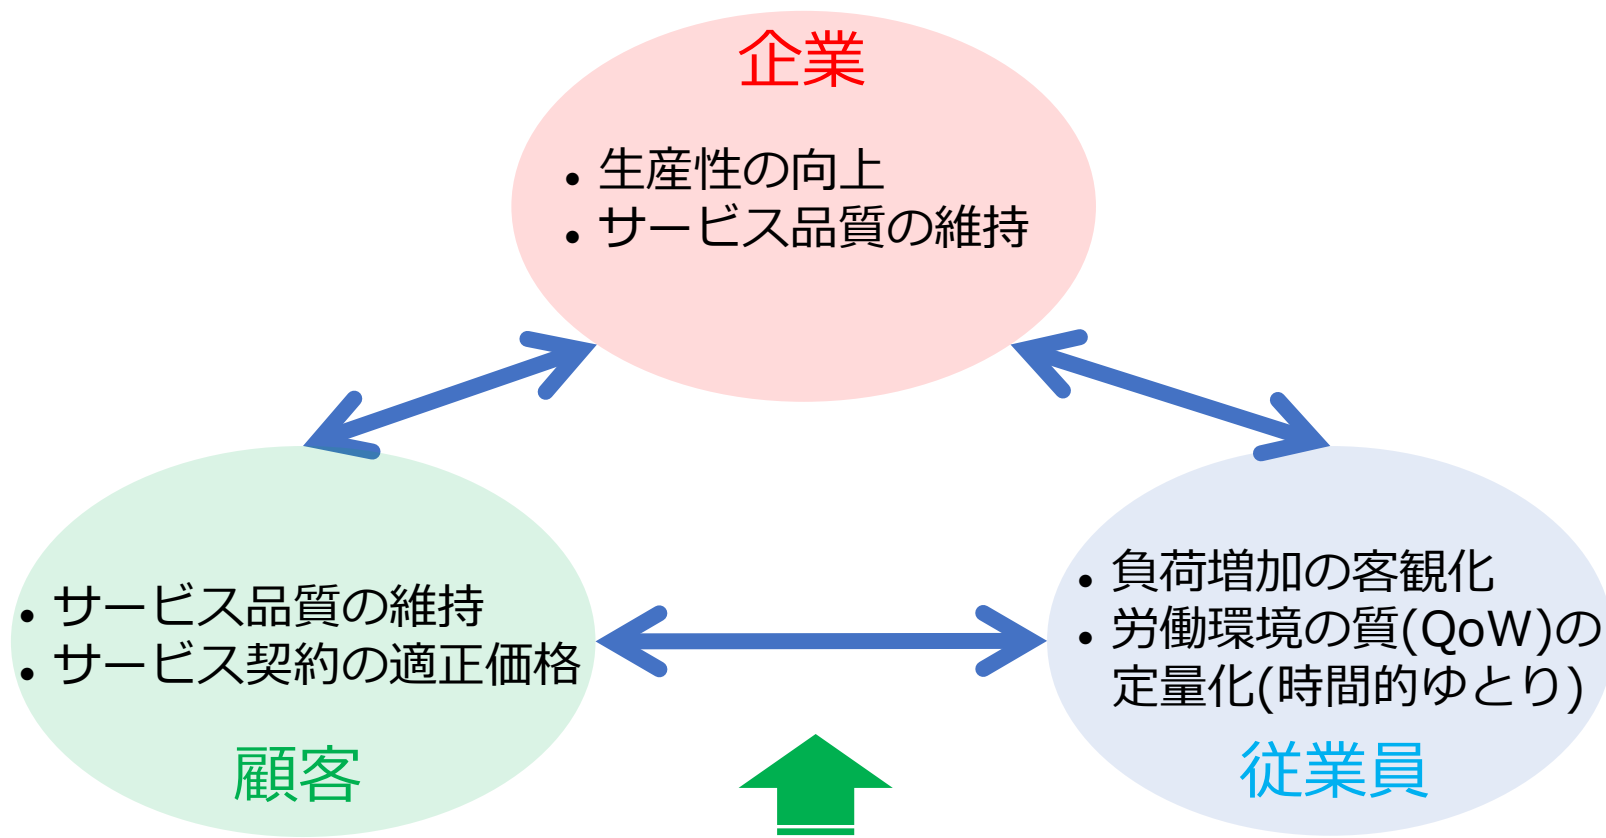 企業
• 生産性の向上
• サービス品質の維持
• サービス品質の維持
• サービス契約の適正価格
顧客
• 負荷増加の客観化
• 労働環境の質(QoW)の
定量化(時間的ゆとり)
従業員